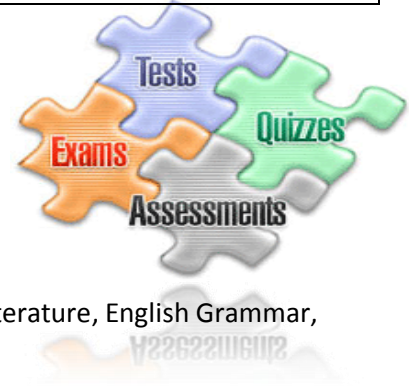 Tests
Quizzes
Exams
Assessments
terature, English Grammar,